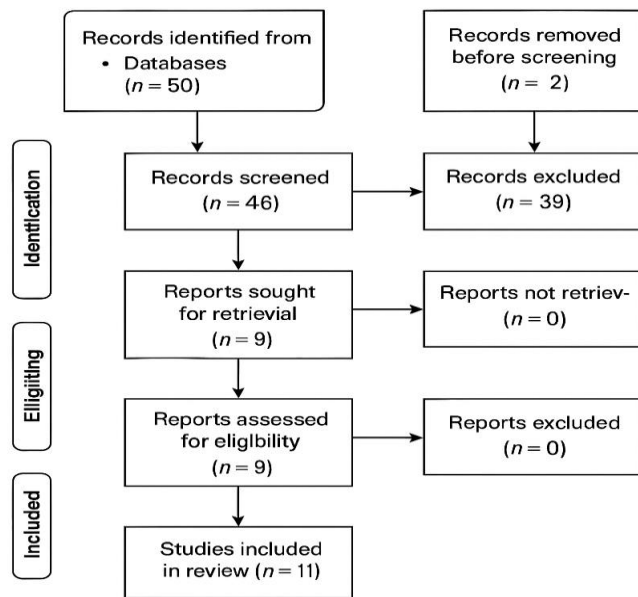 Records identified from
• Databases
(n = 50)
Records removed
before screening
(n = 2)
Identification
Records screened
(n = 46)
Records excluded
(n = 39)
Reports sought
for retrievial
(n = 9)
Reports not retriev-
(n = 0)
Elligiitlng
Reports assessed
for eliglbility
(n = 9)
Reports excluded
(n = 0)
Included
Studies included
in review (n = 11)